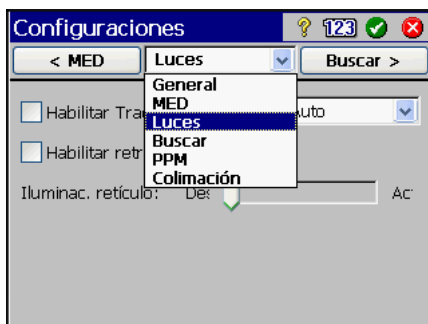 Configuraciones ? 123
< MED Luces Buscar >
General
MED
Luces
Buscar
PPM
Colimación
Habilitar Tra Auto
Habilitar retr
Iluminac. retículo: Des Ac